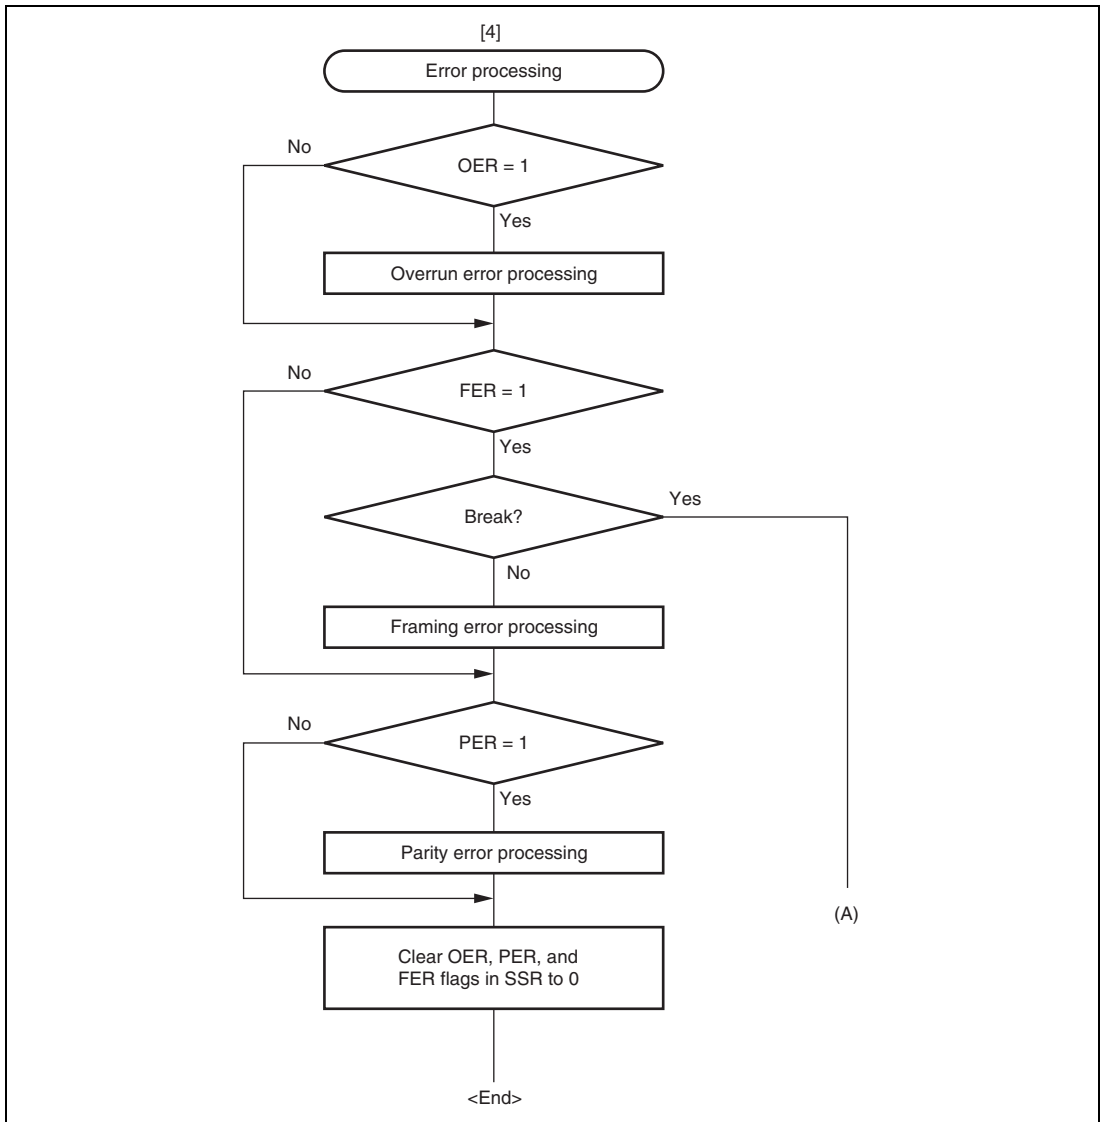 [4]
Error processing
No
OER = 1
Yes
Overrun error processing
No
FER = 1
Yes
Break?
Yes
No
Framing error processing
No
PER = 1
Yes
Parity error processing
(A)
Clear OER, PER, and
FER flags in SSR to 0
<End>